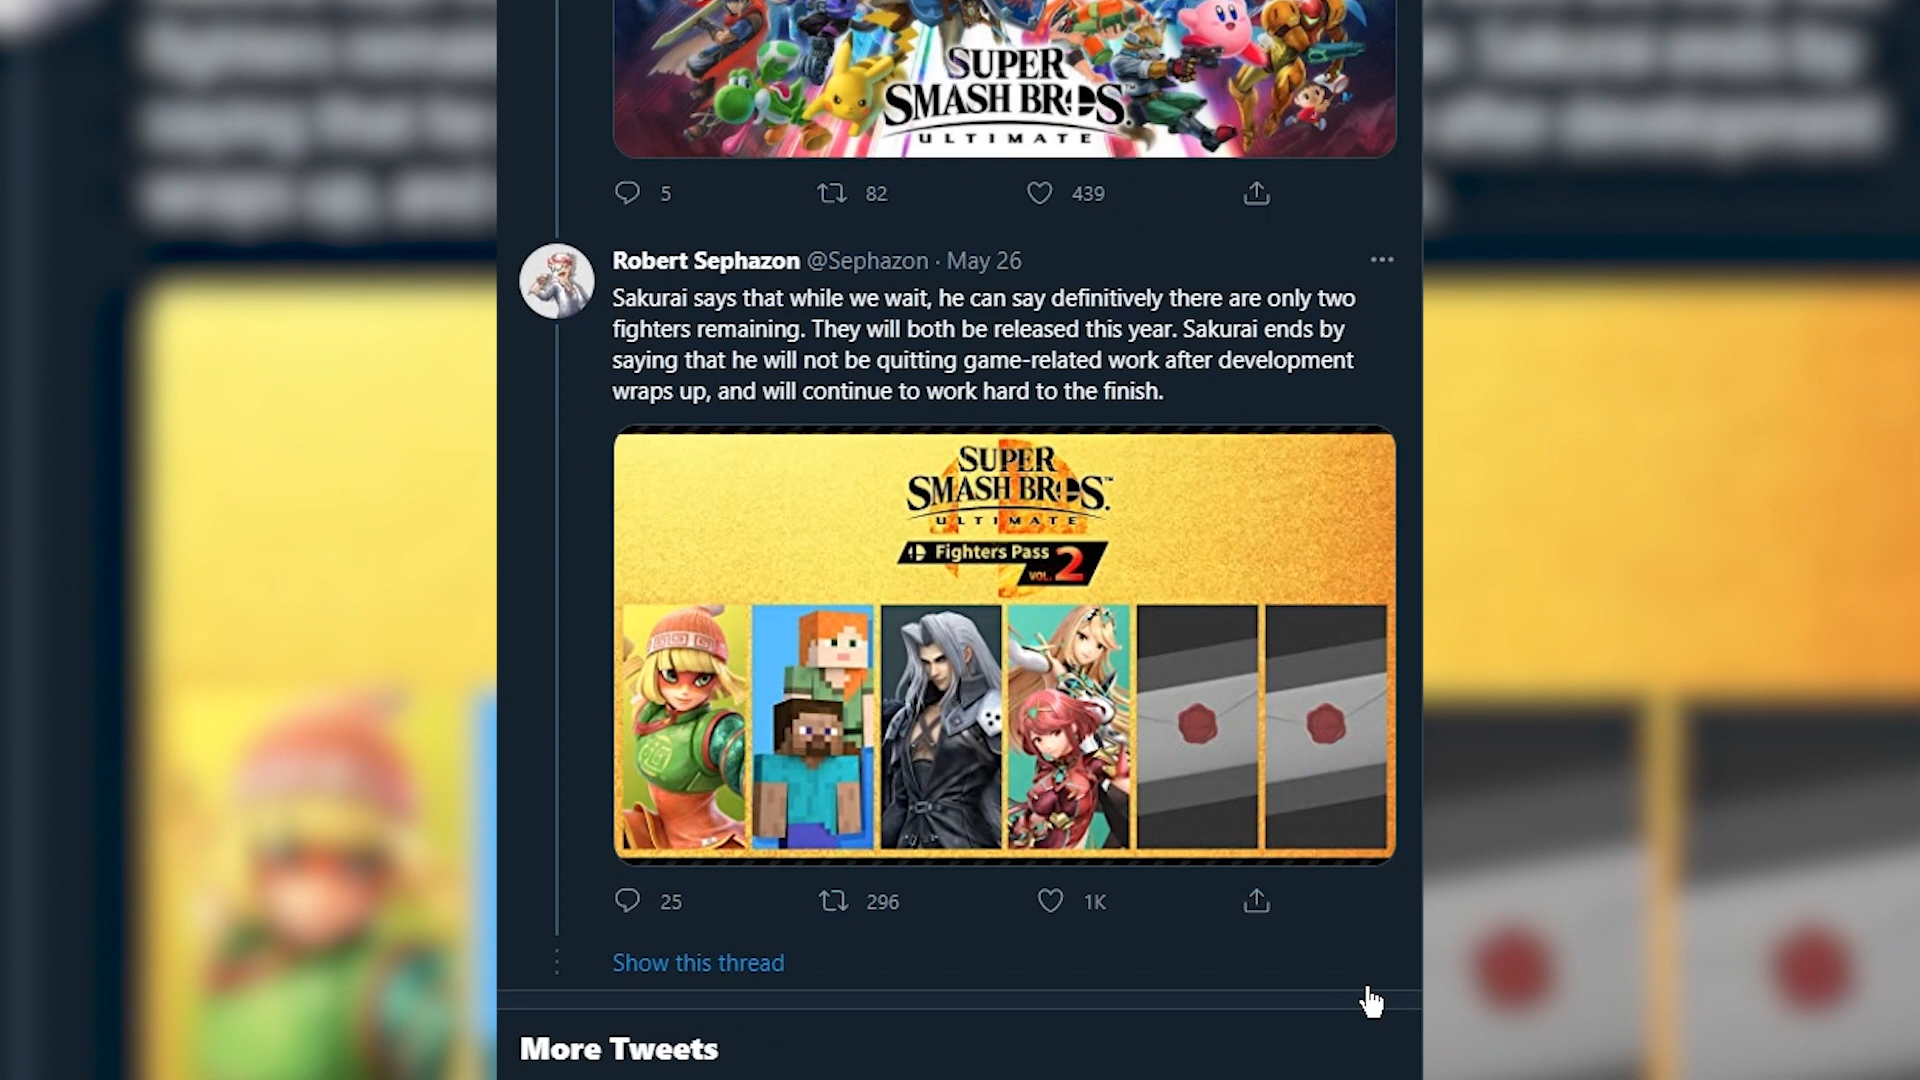 SUPER
SMASH BROS.
ULTIMATE
5
82
439
Robert Sephazon @Sephazon · May 26
Sakurai says that while we wait, he can say definitively there are only two
fighters remaining. They will both be released this year. Sakurai ends by
saying that he will not be quitting game-related work after development
wraps up, and will continue to work hard to the finish.
SUPER
SMASH BROS.™
ULTIMATE
Fighters Pass
VOL. 2
25
296
1K
Show this thread
More Tweets